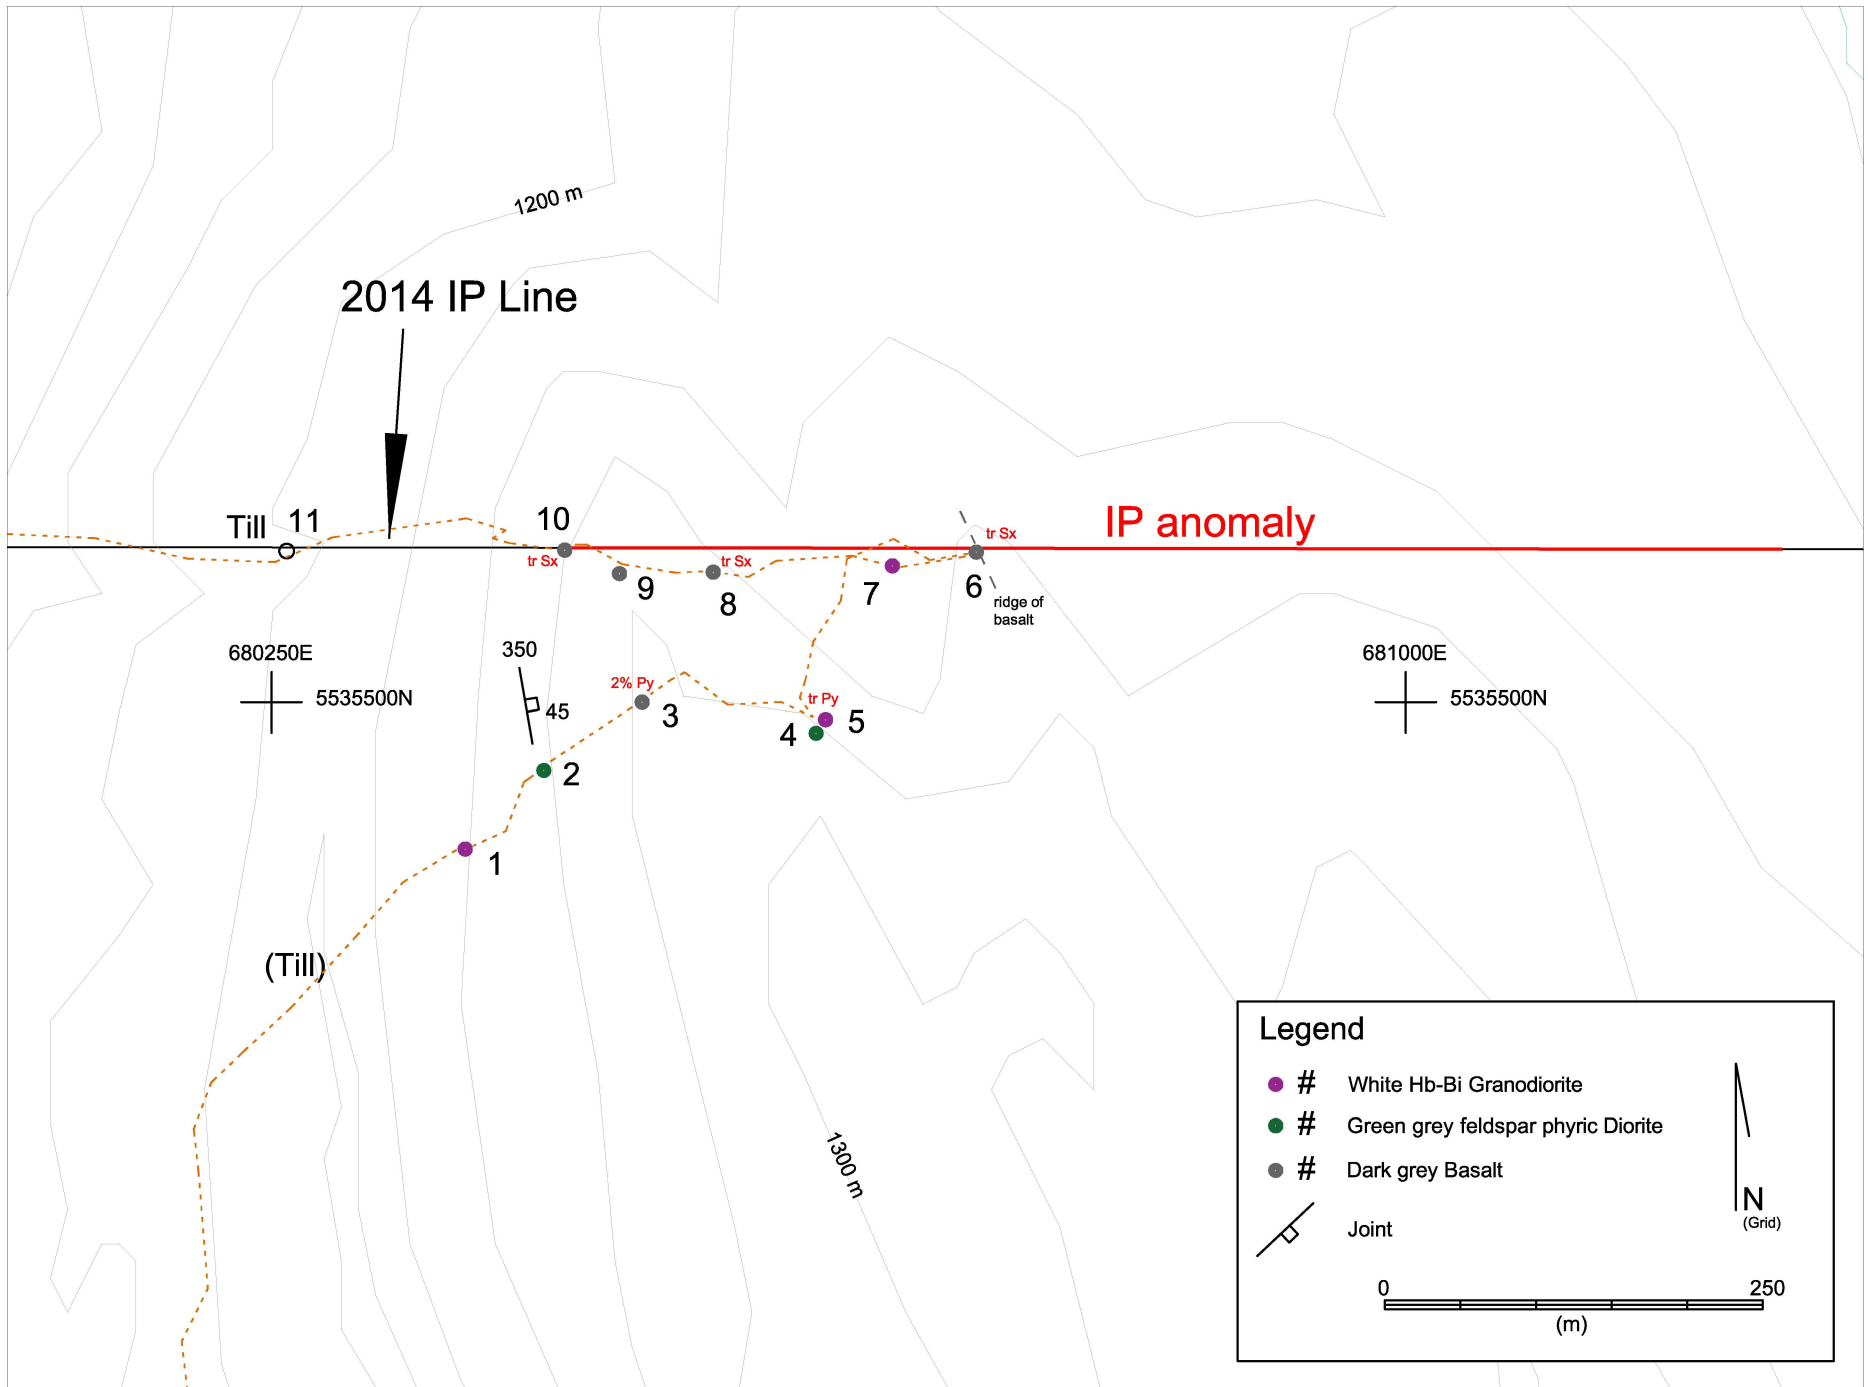 1200 m
2014 IP Line
Till
11
10
tr Sx
9
tr Sx
8
7
6
tr Sx
IP anomaly
ridge of
basalt
680250E
5535500N
350
45
2% Py
3
tr Py
4
5
681000E
5535500N
2
1
(Till)
1300 m
Legend
# White Hb-Bi Granodiorite
# Green grey feldspar phyric Diorite
# Dark grey Basalt
Joint
N
(Grid)
0
250
(m)